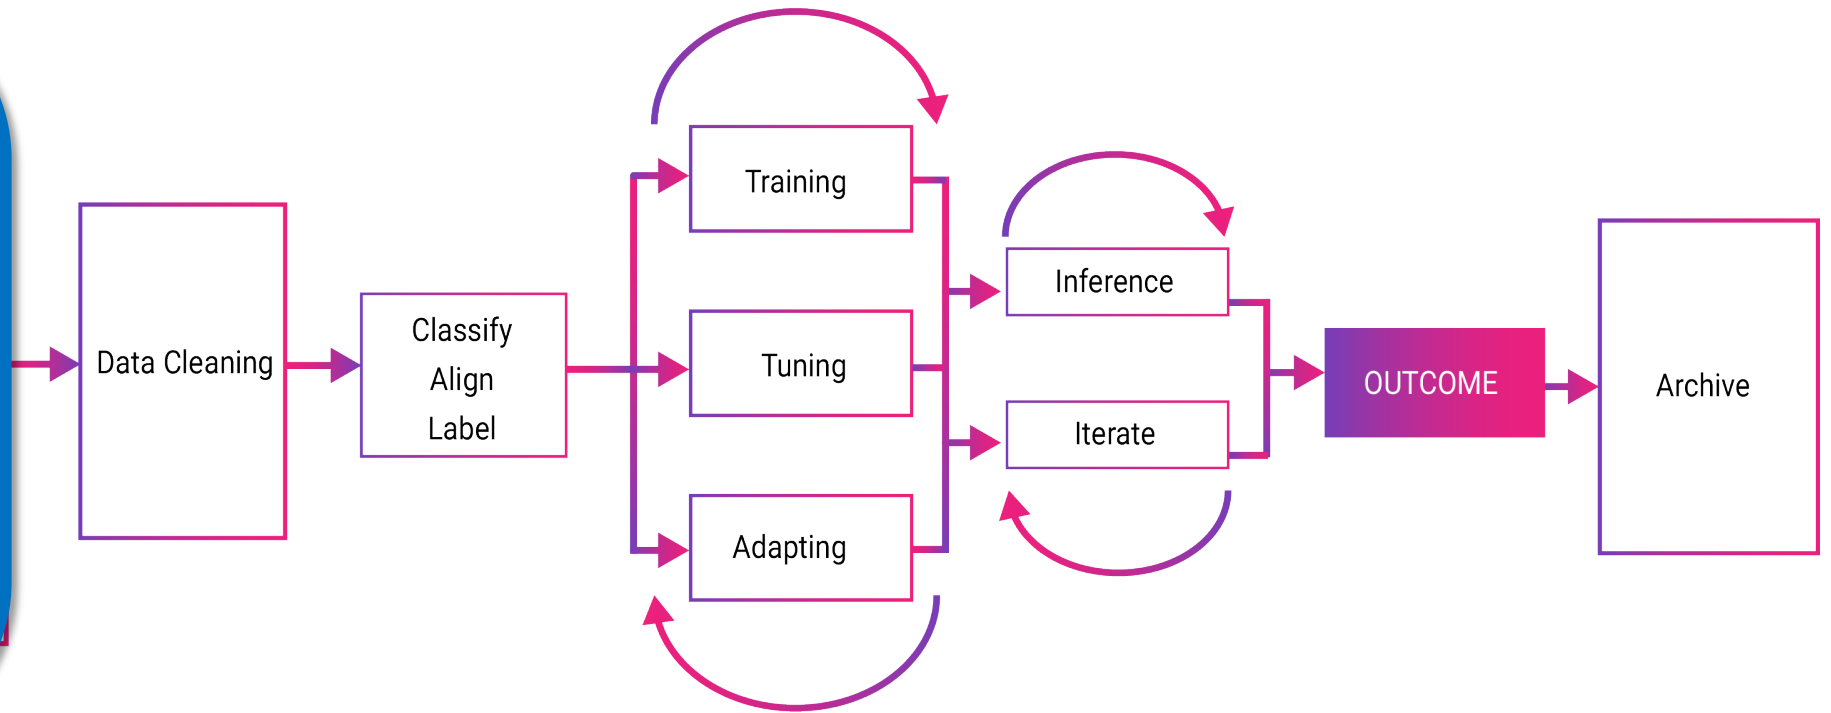 Data Cleaning
Classify
Align
Label
Training
Tuning
Adapting
Inference
Iterate
OUTCOME
Archive